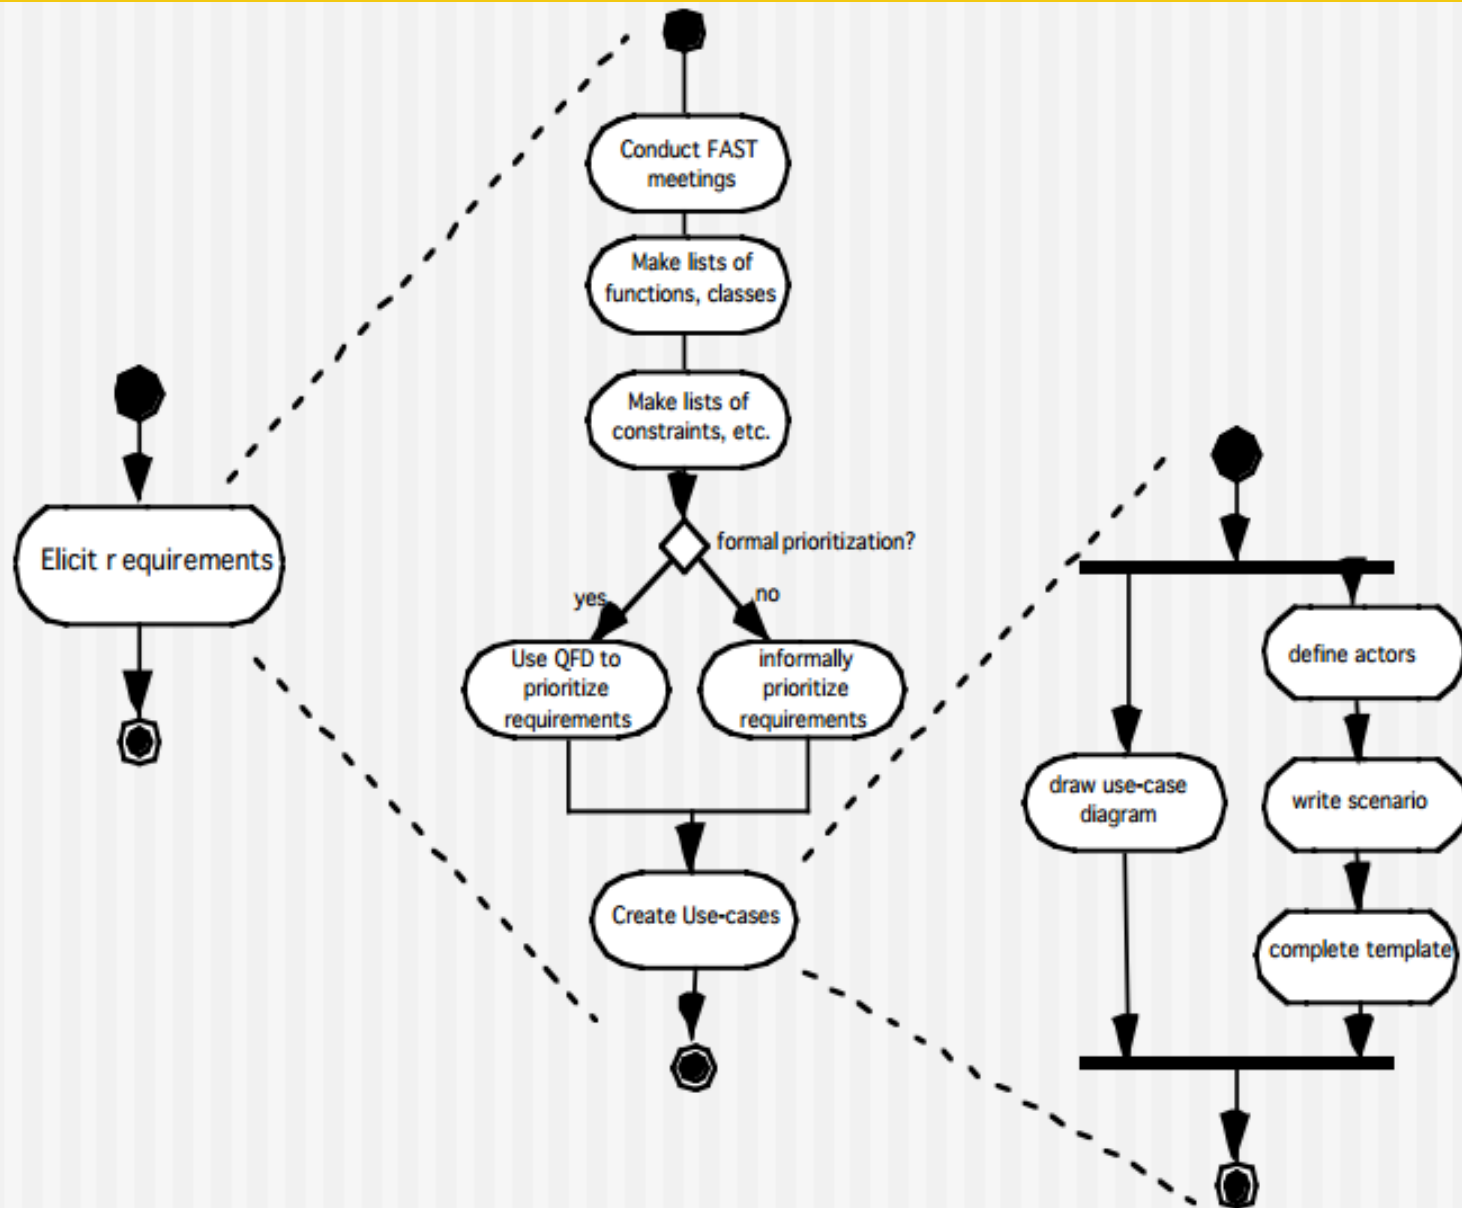 Conduct FAST
meetings
Make lists of
functions, classes
Make lists of
constraints, etc.
formal prioritization?
yes
no
Use QFD to
prioritize
requirements
informally
prioritize
requirements
Create Use-cases
Elicit r equirements
define actors
draw use-case
diagram
write scenario
complete template